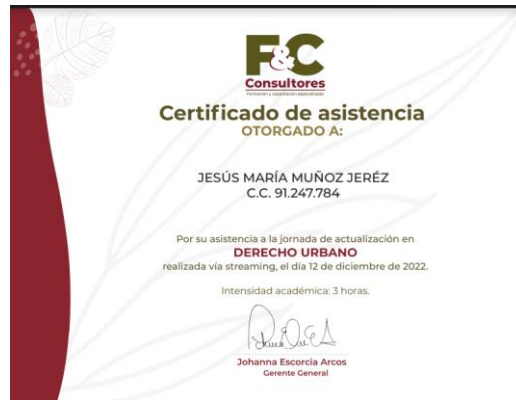 F&C
Consultores
Formación y capacitación especializada
Certificado de asistencia
OTORGADO A:
JESÚS MARÍA MUÑOZ JERÉZ
C.C. 91.247.784
Por su asistencia a la jornada de actualización en
DERECHO URBANO
realizada vía streaming, el día 12 de diciembre de 2022.
Intensidad académica: 3 horas.
Johanna Escorcia Arcos
Gerente General